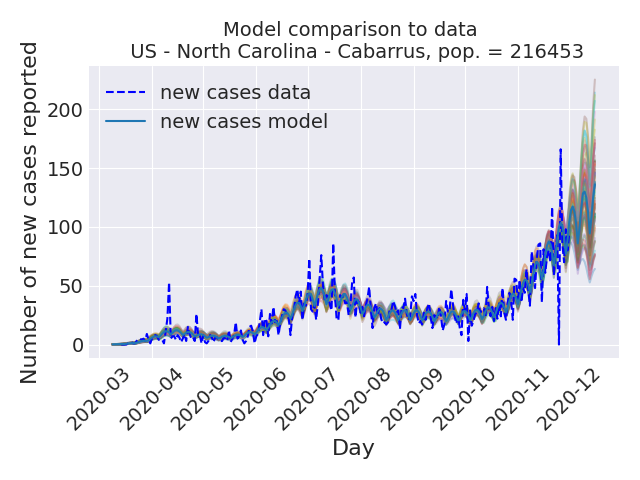 Model comparison to data
US - North Carolina - Cabarrus, pop. = 216453
Number of new cases reported
200
150
100
50
0
new cases data
new cases model
2020-03
2020-04
2020-05
2020-06
2020-07
2020-08
2020-09
2020-10
2020-11
2020-12
Day